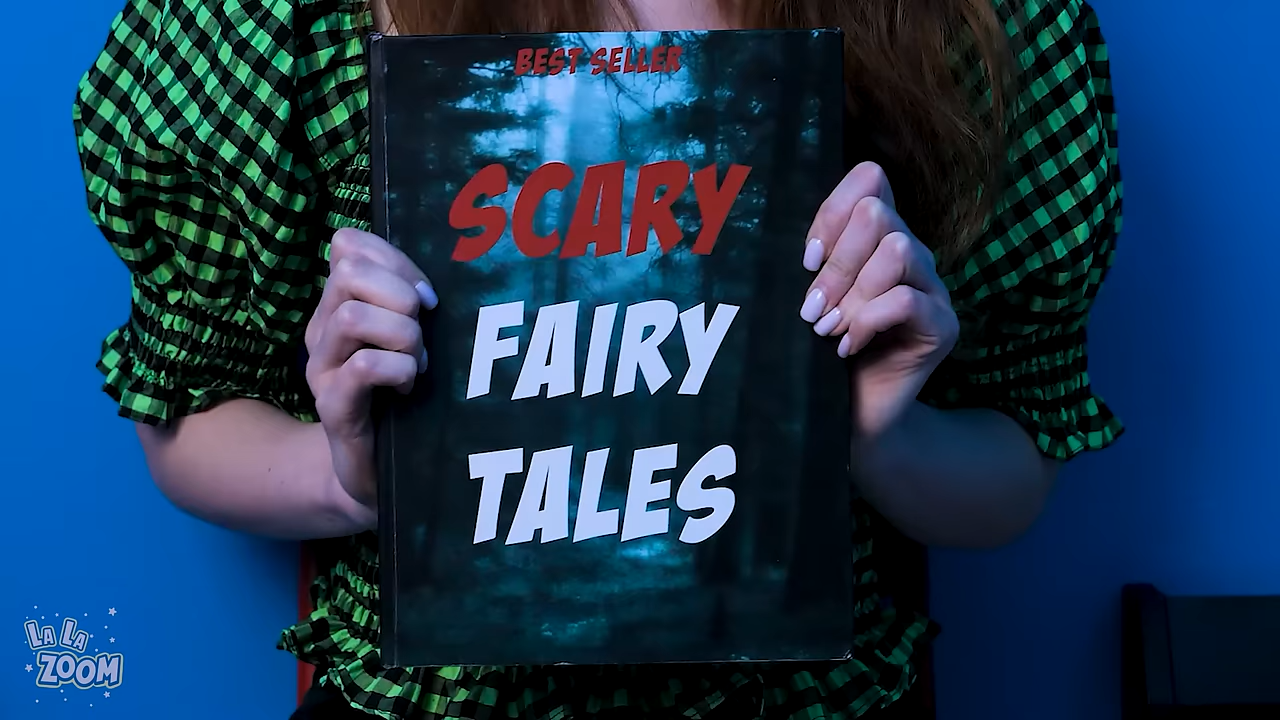 BEST SELLER
SCARY
FAIRY
TALES
LA LA
ZOOM